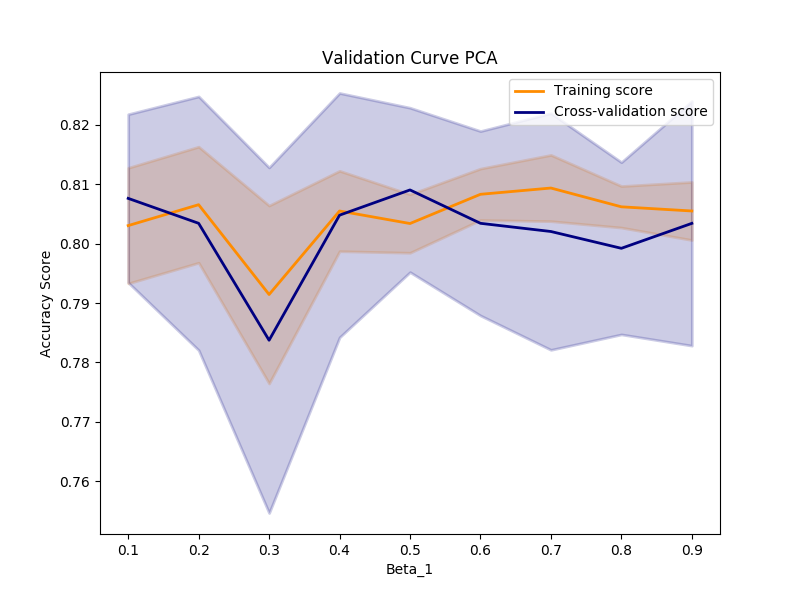 Validation Curve PCA
Training score
Cross-validation score
Accuracy Score
0.82
0.81
0.80
0.79
0.78
0.77
0.76
0.1 0.2 0.3 0.4 0.5 0.6 0.7 0.8 0.9
Beta_1